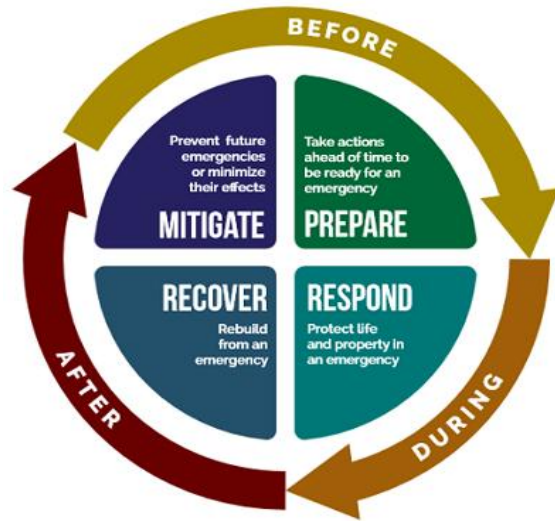 BEFORE
Prevent future
emergencies
or minimize
their effects
MITIGATE
Take actions
ahead of time to
be ready for an
emergency
PREPARE
RECOVER
Rebuild
from an
emergency
RESPOND
Protect life
and property in
an emergency
AFTER
DURING